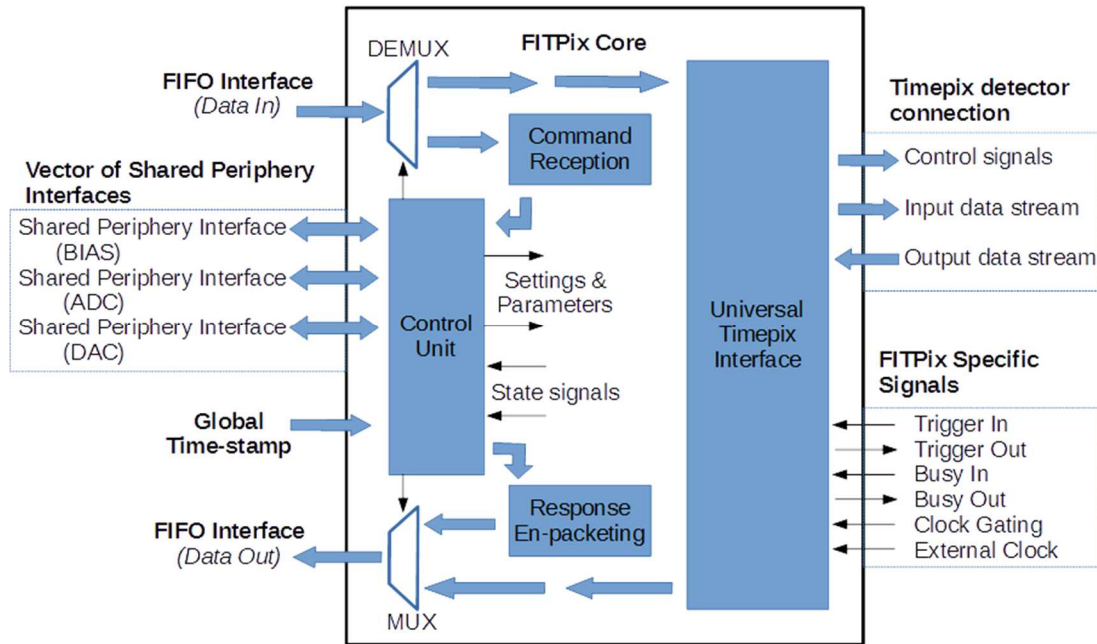 DEMUX
FITPix Core
FIFO Interface
(Data In)
Command
Reception
Timepix detector
connection
Control signals
Input data stream
Output data stream
Vector of Shared Periphery
Interfaces
Shared Periphery Interface
(BIAS)
Shared Periphery Interface
(ADC)
Shared Periphery Interface
(DAC)
Control
Unit
Settings &
Parameters
State signals
Universal
Timepix
Interface
Global
Time-stamp
FITPix Specific
Signals
Trigger In
Trigger Out
Busy In
Busy Out
Clock Gating
External Clock
Response
En-packeting
FIFO Interface
(Data Out)
MUX